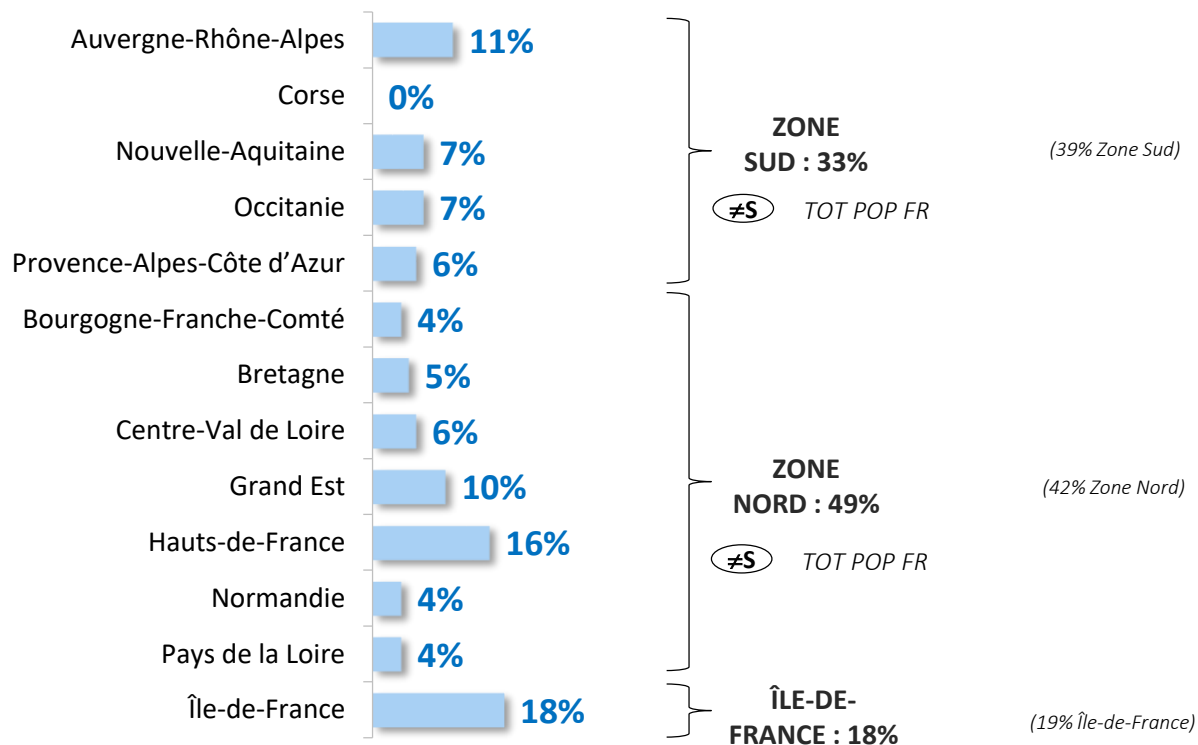 Auvergne-Rhône-Alpes 11%
Corse 0%
Nouvelle-Aquitaine 7%
Occitanie 7%
Provence-Alpes-Côte d’Azur 6%
Bourgogne-Franche-Comté 4%
Bretagne 5%
Centre-Val de Loire 6%
Grand Est 10%
Hauts-de-France 16%
Normandie 4%
Pays de la Loire 4%
Île-de-France 18%
ZONE
SUD : 33%
≠S TOT POP FR
(39% Zone Sud)
ZONE
NORD : 49%
≠S TOT POP FR
(42% Zone Nord)
ÎLE-DE-
FRANCE : 18%
(19% Île-de-France)